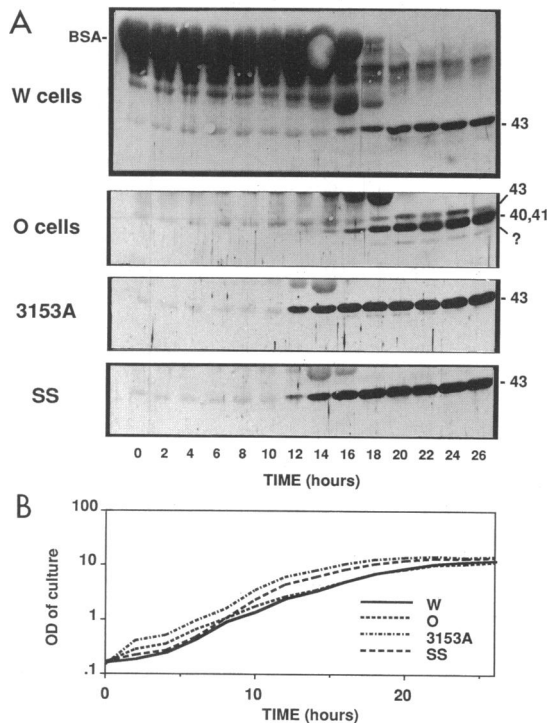 A
BSA-
W cells
- 43
43
O cells
- 40,41
?
3153A
- 43
SS
- 43
0 2 4 6 8 10 12 14 16 18 20 22 24 26
TIME (hours)
B
100
10
1
.1
OD of culture
W
O
3153A
SS
0 10 20
TIME (hours)